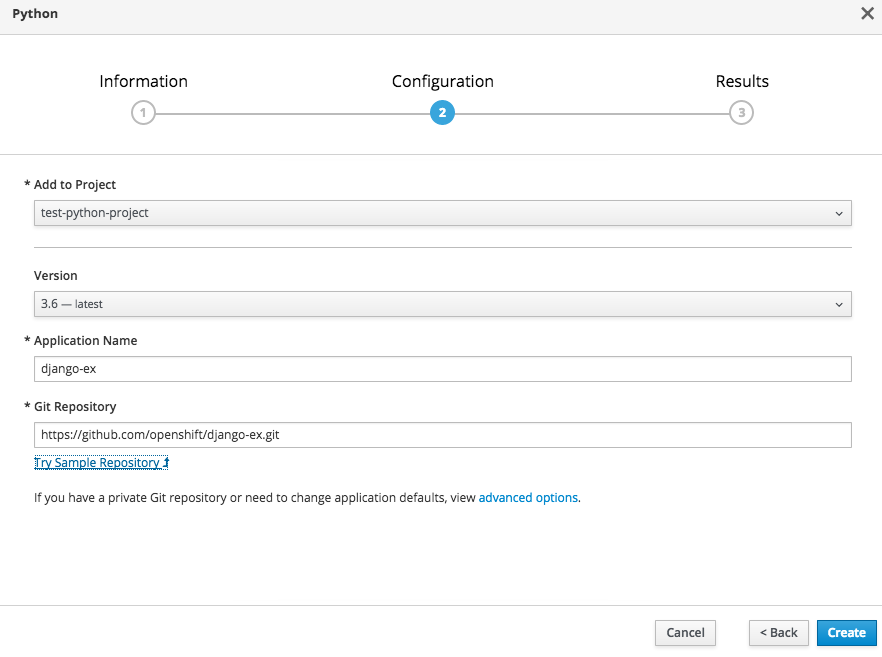 Python
Information Configuration Results
1 2 3
* Add to Project
test-python-project
Version
3.6 — latest
* Application Name
django-ex
* Git Repository
https://github.com/openshift/django-ex.git
Try Sample Repository
If you have a private Git repository or need to change application defaults, view advanced options.
Cancel < Back Create